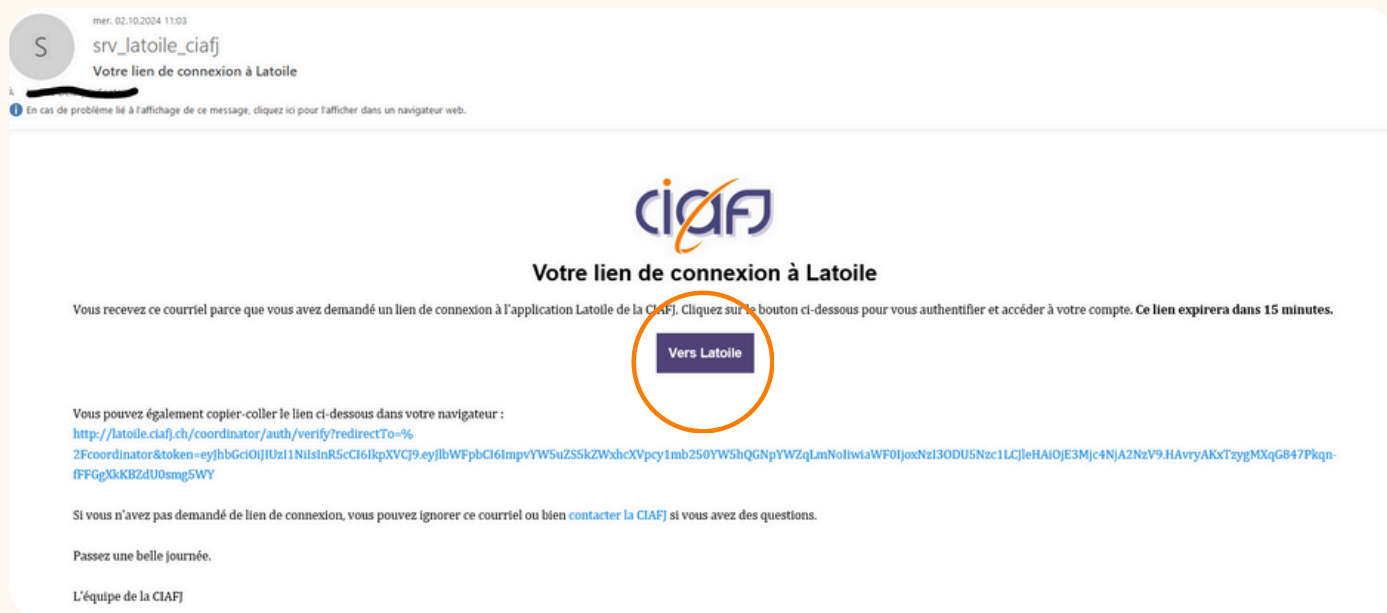 mer. 02.10.2024 11:03
S
srv_latoile_ciafj
Votre lien de connexion à Latoile
À
En cas de problème lié à l'affichage de ce message, cliquez ici pour l'afficher dans un navigateur web.
ciafj
Votre lien de connexion à Latoile
Vous recevez ce courriel parce que vous avez demandé un lien de connexion à l'application Latoile de la CIAFJ. Cliquez sur le bouton ci-dessous pour vous authentifier et accéder à votre compte. Ce lien expirera dans 15 minutes.
Vers Latoile
Vous pouvez également copier-coller le lien ci-dessous dans votre navigateur :
http://latoile.ciafj.ch/coordinator/auth/verify?redirectTo=%
Si vous n'avez pas demandé de lien de connexion, vous pouvez ignorer ce courriel ou bien contacter la CIAFJ si vous avez des questions.
Passez une belle journée.
L'équipe de la CIAFJ